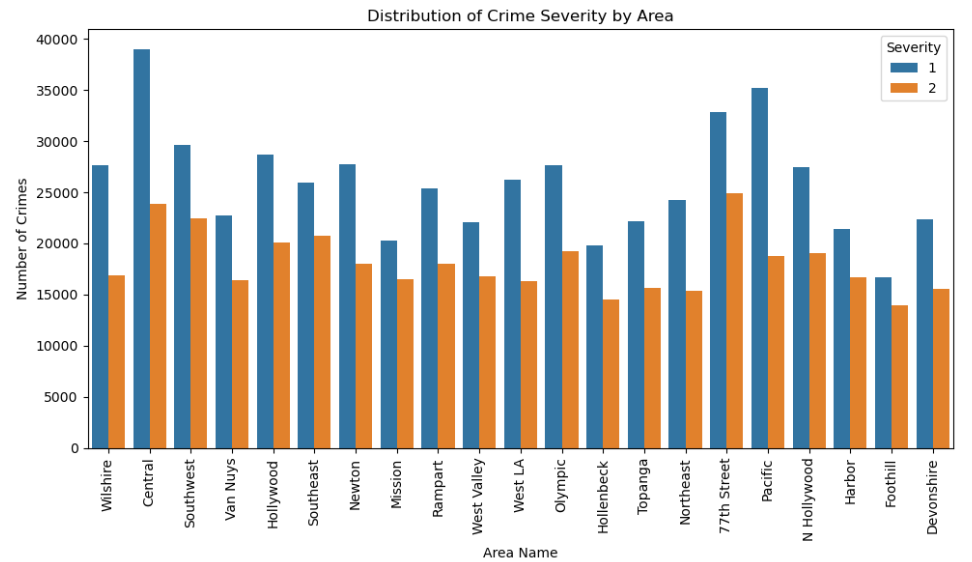 Distribution of Crime Severity by Area
Number of Crimes
40000
35000
30000
25000
20000
15000
10000
5000
0
Severity
1
2
Wilshire
Central
Southwest
Van Nuys
Hollywood
Southeast
Newton
Mission
Rampart
West Valley
West LA
Olympic
Hollenbeck
Topanga
Northeast
77th Street
Pacific
N Hollywood
Harbor
Foothill
Devonshire
Area Name